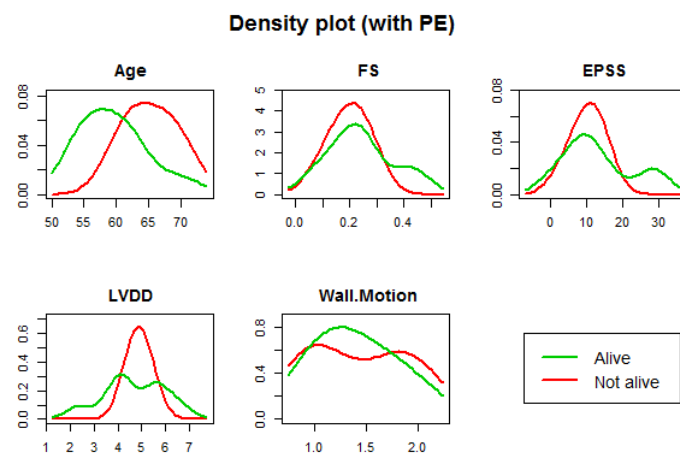 Density plot (with PE)
Age
FS
EPSS
0.00 0.04 0.08
50 55 60 65 70
0 1 2 3 4 5
0.0 0.2 0.4
0.00 0.04 0.08
0 10 20 30
LVDD
Wall.Motion
0.0 0.2 0.4 0.6
1 2 3 4 5 6 7
0.0 0.4 0.8
1.0 1.5 2.0
Alive
Not alive